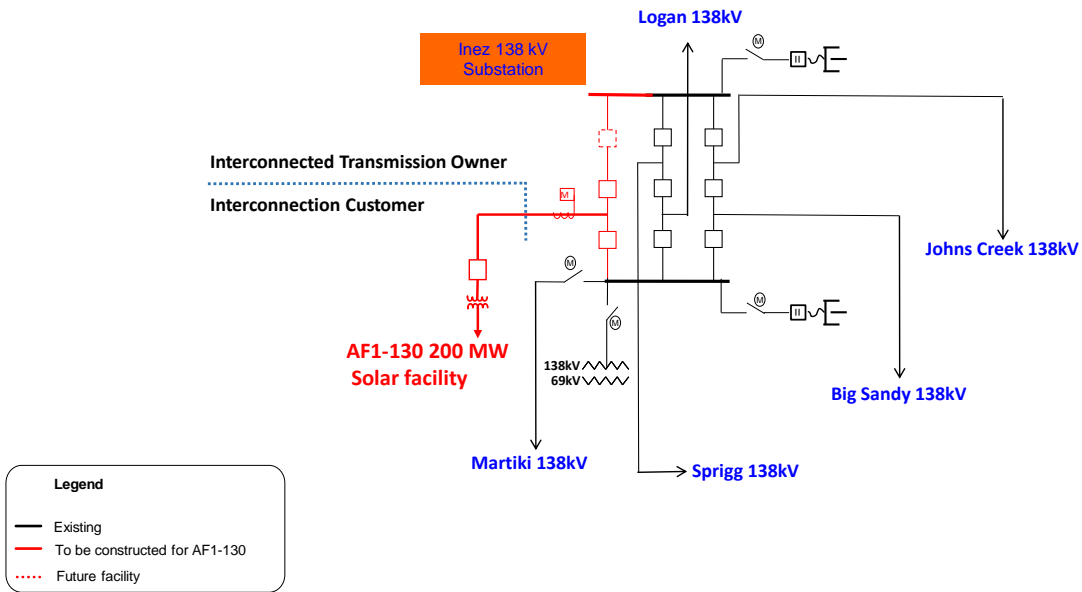 Logan 138kV
Inez 138 kV
Substation
M
II
Interconnected Transmission Owner
Interconnection Customer
M
Johns Creek 138kV
M
M
II
M
AF1-130 200 MW
Solar facility
138kV
69kV
Big Sandy 138kV
Martiki 138kV
Sprigg 138kV
Legend
Existing
To be constructed for AF1-130
Future facility